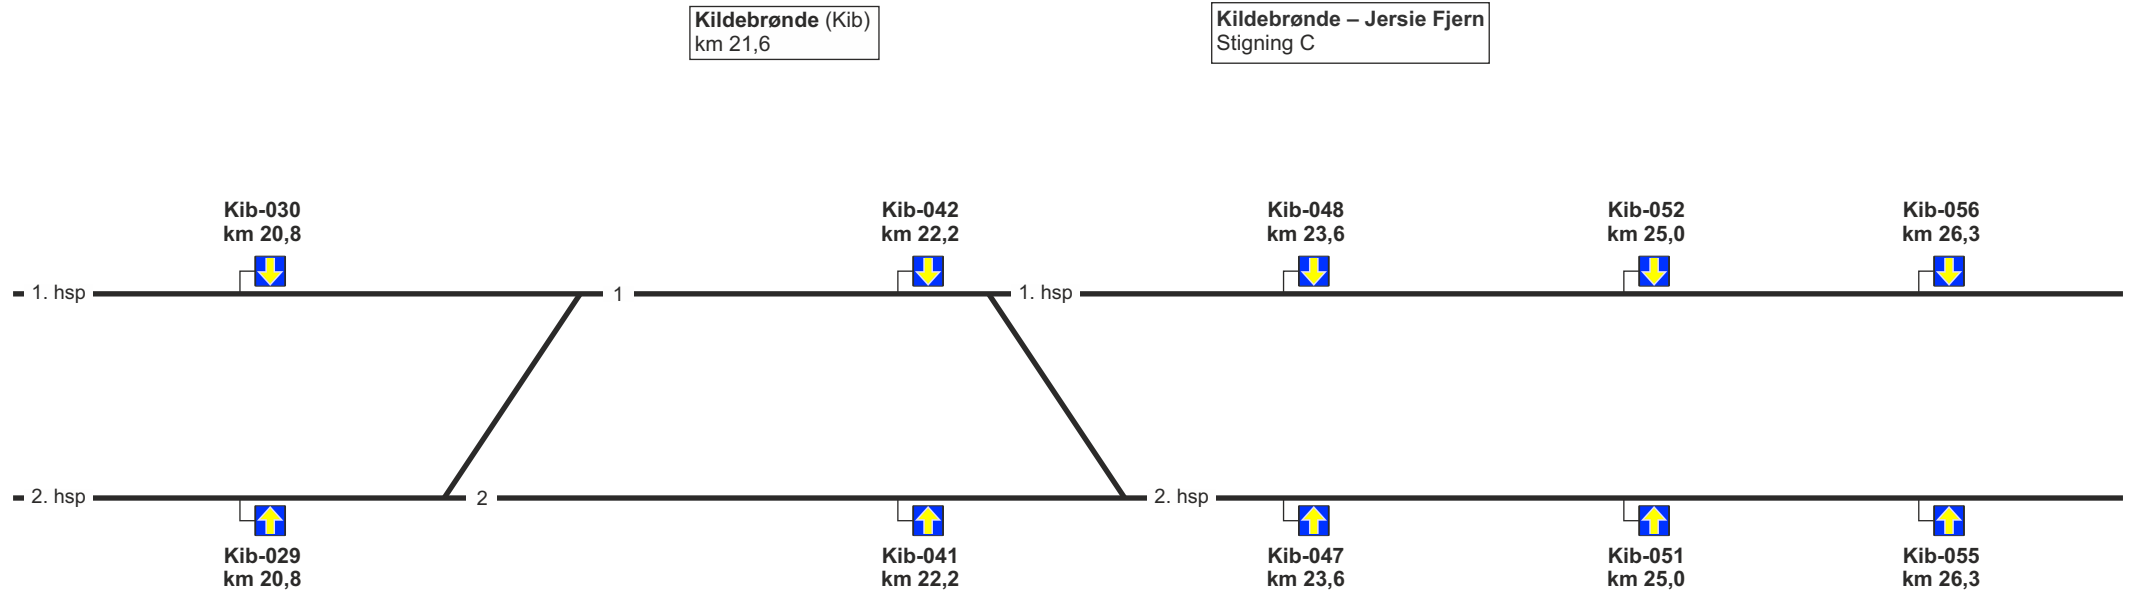 Kildebrønde (Kib)
km 21,6
Kildebrønde – Jersie Fjern
Stigning C
Kib-030
km 20,8
Kib-042
km 22,2
Kib-048
km 23,6
Kib-052
km 25,0
Kib-056
km 26,3
1. hsp
1
1. hsp
2. hsp
2
2. hsp
Kib-029
km 20,8
Kib-041
km 22,2
Kib-047
km 23,6
Kib-051
km 25,0
Kib-055
km 26,3